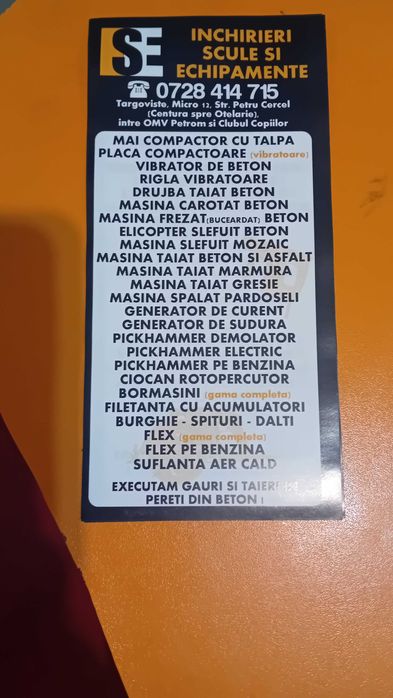 SE
INCHIRIERI
SCULE SI
ECHIPAMENTE
☎ 0728 414 715
Targoviste, Micro 12, Str. Petru Cercel
(Centura spre Otelarie),
intre OMV Petrom si Clubul Copiilor
MAI COMPACTOR CU TALPA
PLACA COMPACTOARE (vibratoare)
VIBRATOR DE BETON
RIGLA VIBRATOARE
DRUJBA TAIAT BETON
MASINA CAROTAT BETON
MASINA FREZAT(BUCEARDAT) BETON
ELICOPTER SLEFUIT BETON
MASINA SLEFUIT MOZAIC
MASINA TAIAT BETON SI ASFALT
MASINA TAIAT MARMURA
MASINA TAIAT GRESIE
MASINA SPALAT PARDOSELI
GENERATOR DE CURENT
GENERATOR DE SUDURA
PICKHAMMER DEMOLATOR
PICKHAMMER ELECTRIC
PICKHAMMER PE BENZINA
CIOCAN ROTOPERCUTOR
BORMASINI (gama completa)
FILETANTA CU ACUMULATORI
BURGHIE - SPITURI - DALTI
FLEX (gama completa)
FLEX PE BENZINA
SUFLANTA AER CALD
EXECUTAM GAURI SI TAIERI
PERETI DIN BETON !